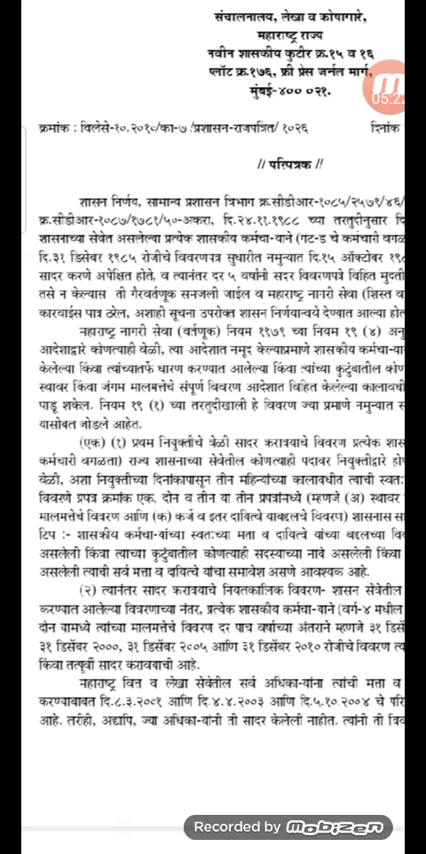 संचालनालय, लेखा व कोषागारे,
महाराष्ट्र राज्य
नवीन शासकीय कुटीर क्र.१५ व १६
प्लॉट क्र.१७६, फ्री प्रेस जर्नल मार्ग,
मुंबई-४०० ०२१.
05:2
क्रमांक : विलेसे-१०.२०१०/का-७ /प्रशासन-राजपत्रित/ १०२६ दिनांक
// परिपत्रक //
शासन निर्णय, सामान्य प्रशासन विभाग क्र.सीडीआर-१०८५/२५७१/४६/
क्र.सीडीआर-१०८७/१७८१/५०-अकरा, दि.२४.११.१९८८ च्या तरतुदीनुसार दि
शासनाच्या सेवेत असलेल्या प्रत्येक शासकीय कर्मचा-याने (गट-ड चे कर्मचारी वगळ
दि.३१ डिसेंबर १९८५ रोजीचे विवरणपत्र सुधारीत नमुन्यात दि.१५ ऑक्टोबर १९८
सादर करणे अपेक्षित होते, व त्यानंतर दर ५ वर्षांनी सदर विवरणपत्रे विहित मुदती
तसे न केल्यास ती गैरवर्तणूक समजली जाईल व महाराष्ट्र नागरी सेवा (शिस्त व
कारवाईस पात्र ठरेल, अशाही सूचना उपरोक्त शासन निर्णयान्वये देण्यात आल्या होत
महाराष्ट्र नागरी सेवा (वर्तणूक) नियम ११७९ च्या नियम १९ (४) अनु
आदेशाद्वारे कोणत्याही वेळी, त्या आदेशात नमूद केल्याप्रमाणे शासकीय कर्मचा-या
केलेल्या किंवा त्यांच्यातर्फे धारण करण्यात आलेल्या किंवा त्यांच्या कुटुंबातील कोण
स्थावर किंवा जंगम मालमत्तेचे संपूर्ण विवरण आदेशात विहित केलेल्या कालावधी
पाडू शकेल. नियम १९ (१) च्या तरतुदीखाली हे विवरण ज्या प्रमाणे नमुन्यात स
यासोबत जोडले आहेत.
(एक) (१) प्रथम नियुक्तीचे वेळी सादर करावयाचे विवरण प्रत्येक शास
कर्मचारी वगळता) राज्य शासनाच्या सेवेतील कोणत्याही पदावर नियुक्तीद्वारे हो
वेळी, अशा नियुक्तीच्या दिनांकापासून तीन महिन्यांच्या कालावधीत त्याची स्वतः
विवरणे प्रपत्र क्रमांक एक. दोन व तीन या तीन प्रपत्रांमध्ये (म्हणजे (अ) स्थावर
मालमत्तेचे विवरण आणि (क) कर्जे व इतर दायित्वे याबद्दलचे विवरण) शासनास सा
टिप :- शासकीय कर्मचा-यांच्या स्वतःच्या मत्ता व दायित्वे यांच्या बद्दलच्या वि
असलेली किंवा त्याच्या कुटुंबातील कोणत्याही सदस्याच्या नावे असलेली किंवा
असलेली त्याची सर्व मत्ता व दायित्वे यांचा समावेश असणे आवश्यक आहे.
(२) त्यानंतर सादर करावयाचे नियतकालिक विवरण- शासन सेवेतील
करण्यात आलेल्या विवरणाच्या नंतर, प्रत्येक शासकीय कर्मचा-याने (वर्ग-४ मधील
दोन यामध्ये त्यांच्या मालमत्तेचे विवरण दर पाच वर्षाच्या अंतराने म्हणजे ३१ डिसें
३१ डिसेंबर २०००, ३१ डिसेंबर २००५ आणि ३१ डिसेंबर २०१० रोजीचे विवरण त्य
किंवा तत्पूर्वी सादर करावयाची आहे.
महाराष्ट्र वित्त व लेखा सेवेतील सर्व अधिका-यांना त्यांची मत्ता व
करण्याबाबत दि.८.३.२००१ आणि दि.४.४.२००३ आणि दि.५.१०.२००४ चे परि
आहे. तरीही, अद्यापि, ज्या अधिका-यांनी ती सादर केलेली नाहीत. त्यांनी ती वि
Recorded by Mobizen